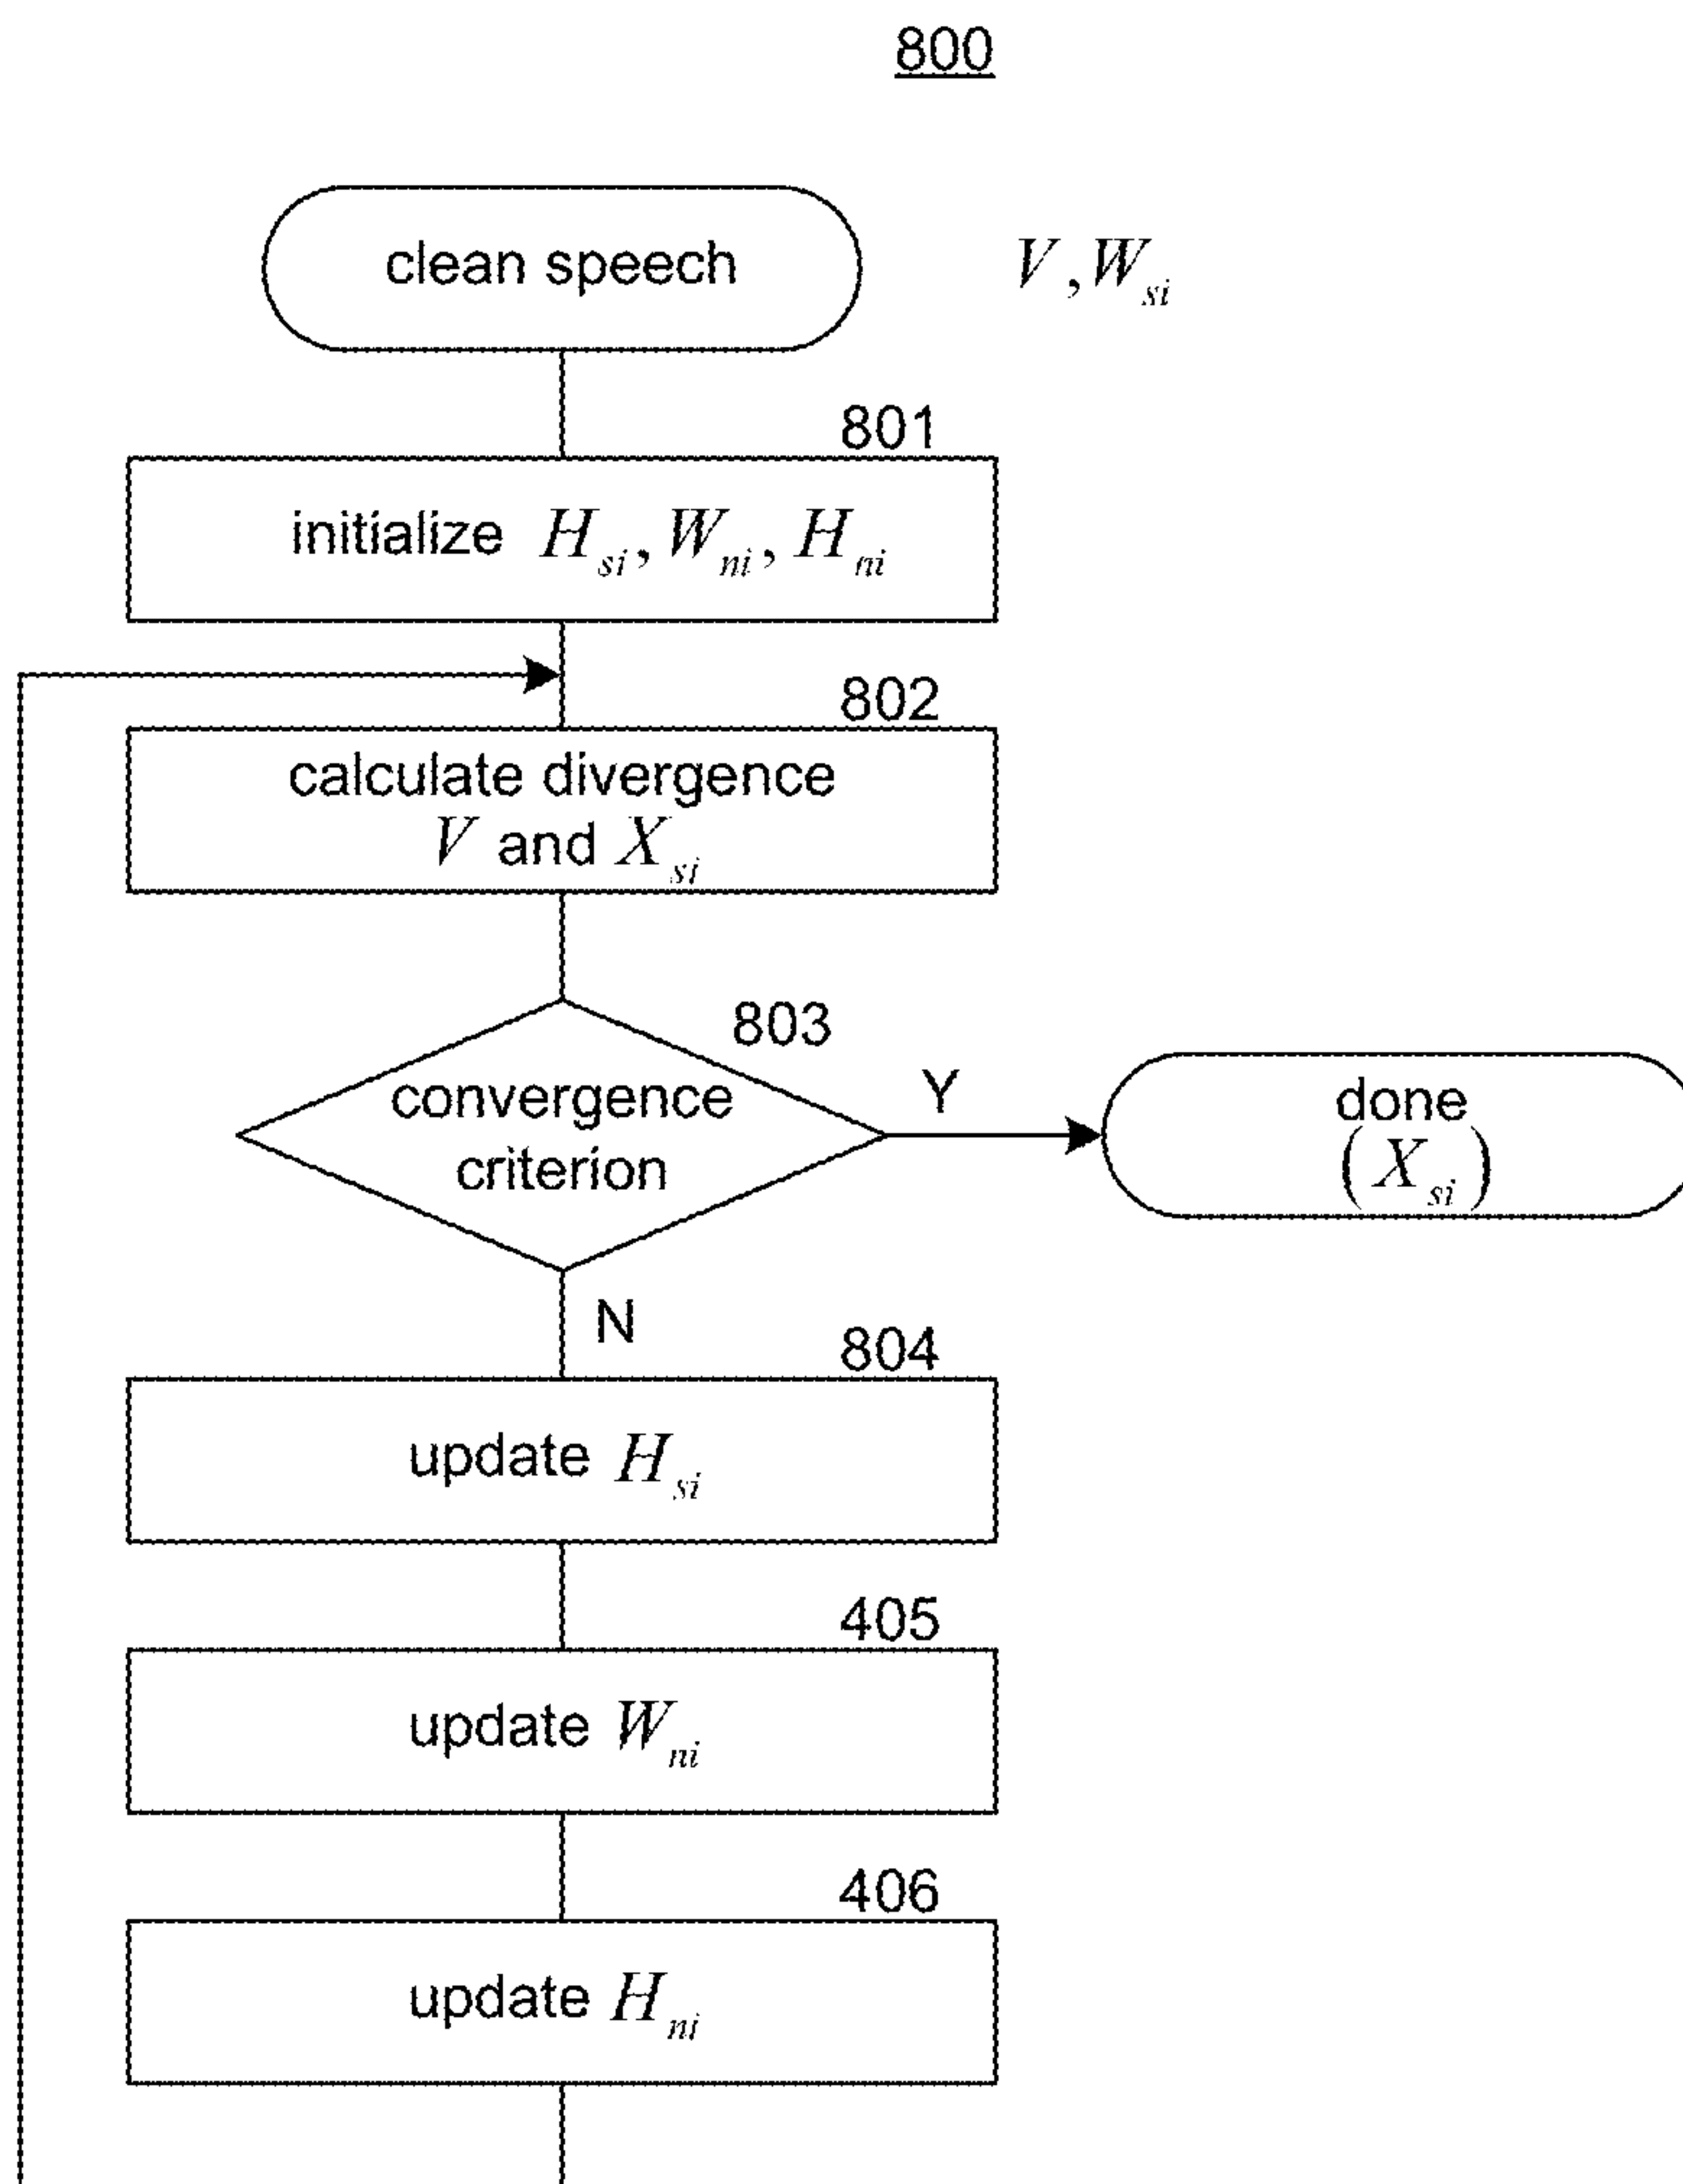 800
clean speech
V, W_si
801
initialize H_si, W_ni, H_ni
802
calculate divergence
V and X_si
803
convergence
criterion
Y
done
(X_si)
N
804
update H_si
405
update W_ni
406
update H_ni